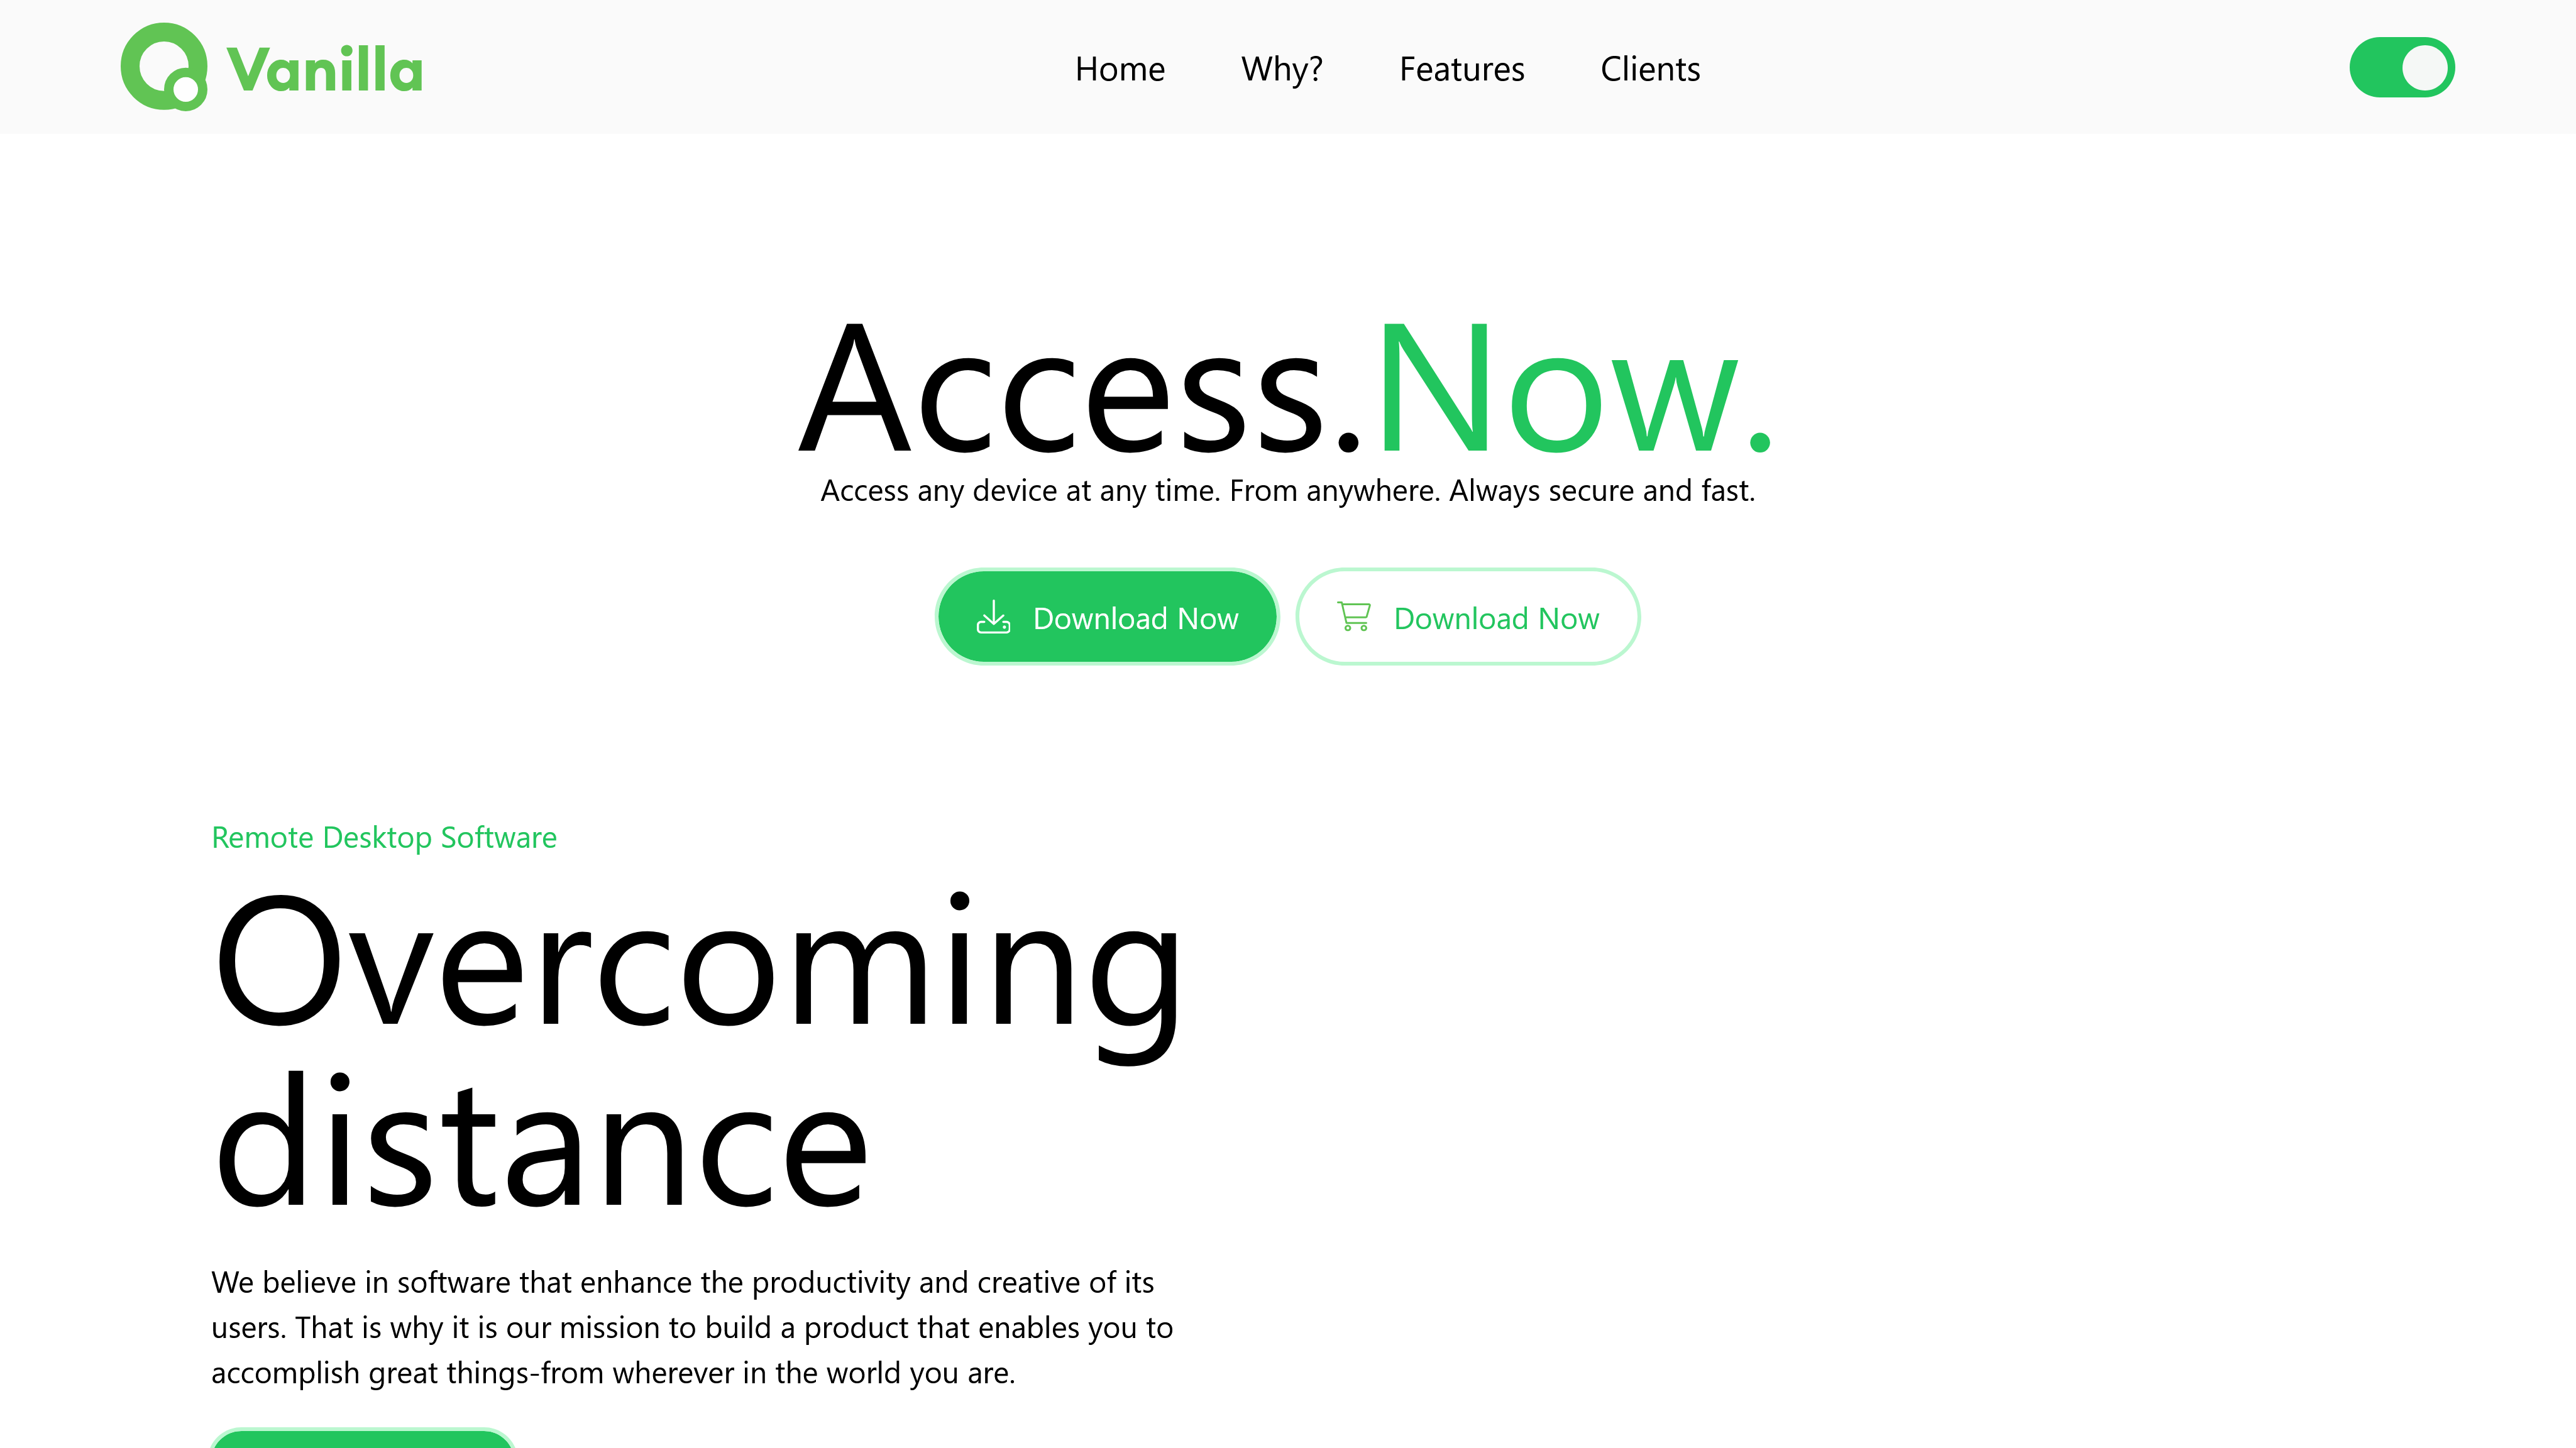 Vanilla
Home
Why?
Features
Clients
Access.Now.
Access any device at any time. From anywhere. Always secure and fast.
Download Now
Download Now
Remote Desktop Software
Overcoming
distance
We believe in software that enhance the productivity and creative of its
users. That is why it is our mission to build a product that enables you to
accomplish great things-from wherever in the world you are.